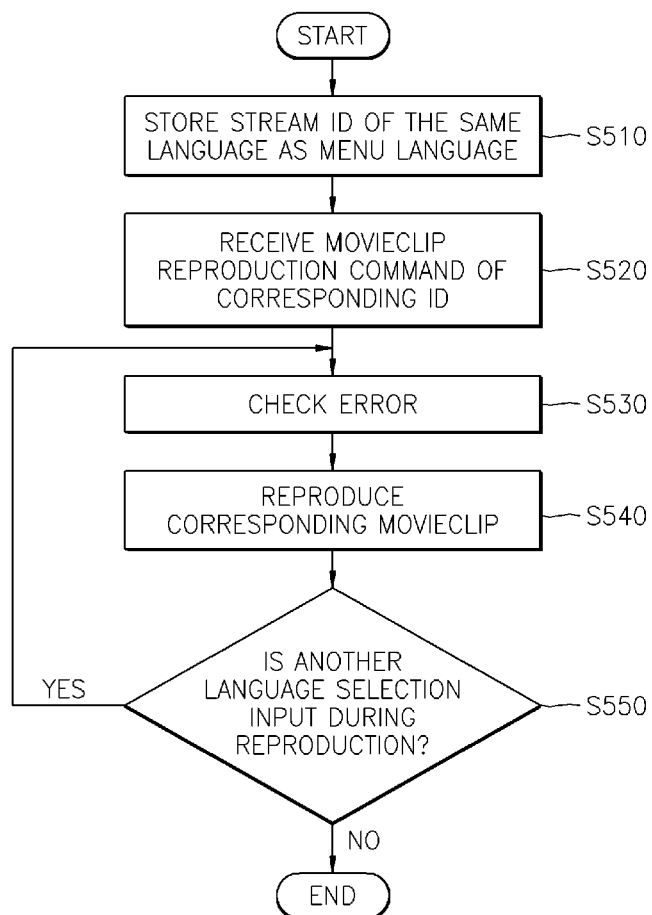 START
STORE STREAM ID OF THE SAME
LANGUAGE AS MENU LANGUAGE
S510
RECEIVE MOVIECLIP
REPRODUCTION COMMAND OF
CORRESPONDING ID
S520
CHECK ERROR
S530
REPRODUCE
CORRESPONDING MOVIECLIP
S540
IS ANOTHER
LANGUAGE SELECTION
INPUT DURING
REPRODUCTION?
S550
YES
NO
END